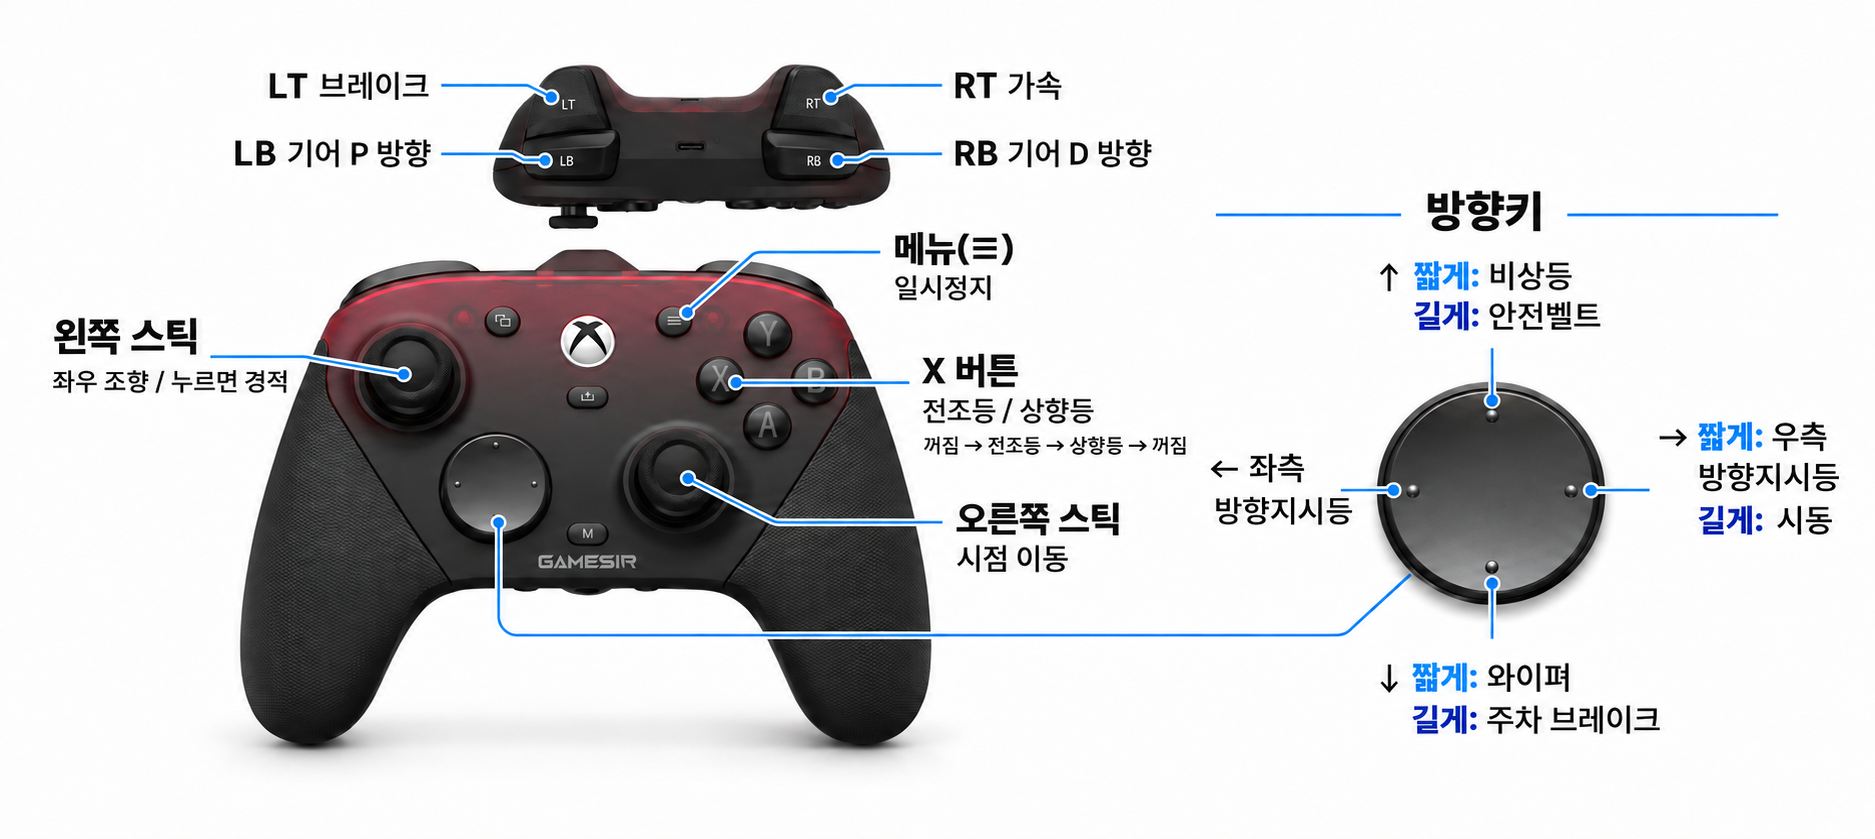 LT 브레이크
RT 가속
LB 기어 P 방향
RB 기어 D 방향
LT
RT
LB
RB
메뉴(≡)
일시정지
왼쪽 스틱
좌우 조향 / 누르면 경적
Y
X
B
A
X 버튼
전조등 / 상향등
꺼짐 → 전조등 → 상향등 → 꺼짐
오른쪽 스틱
시점 이동
M
GAMESIR
방향키
↑ 짧게: 비상등
길게: 안전벨트
← 좌측
방향지시등
→ 짧게: 우측
방향지시등
길게: 시동
↓ 짧게: 와이펴
길게: 주차 브레이크